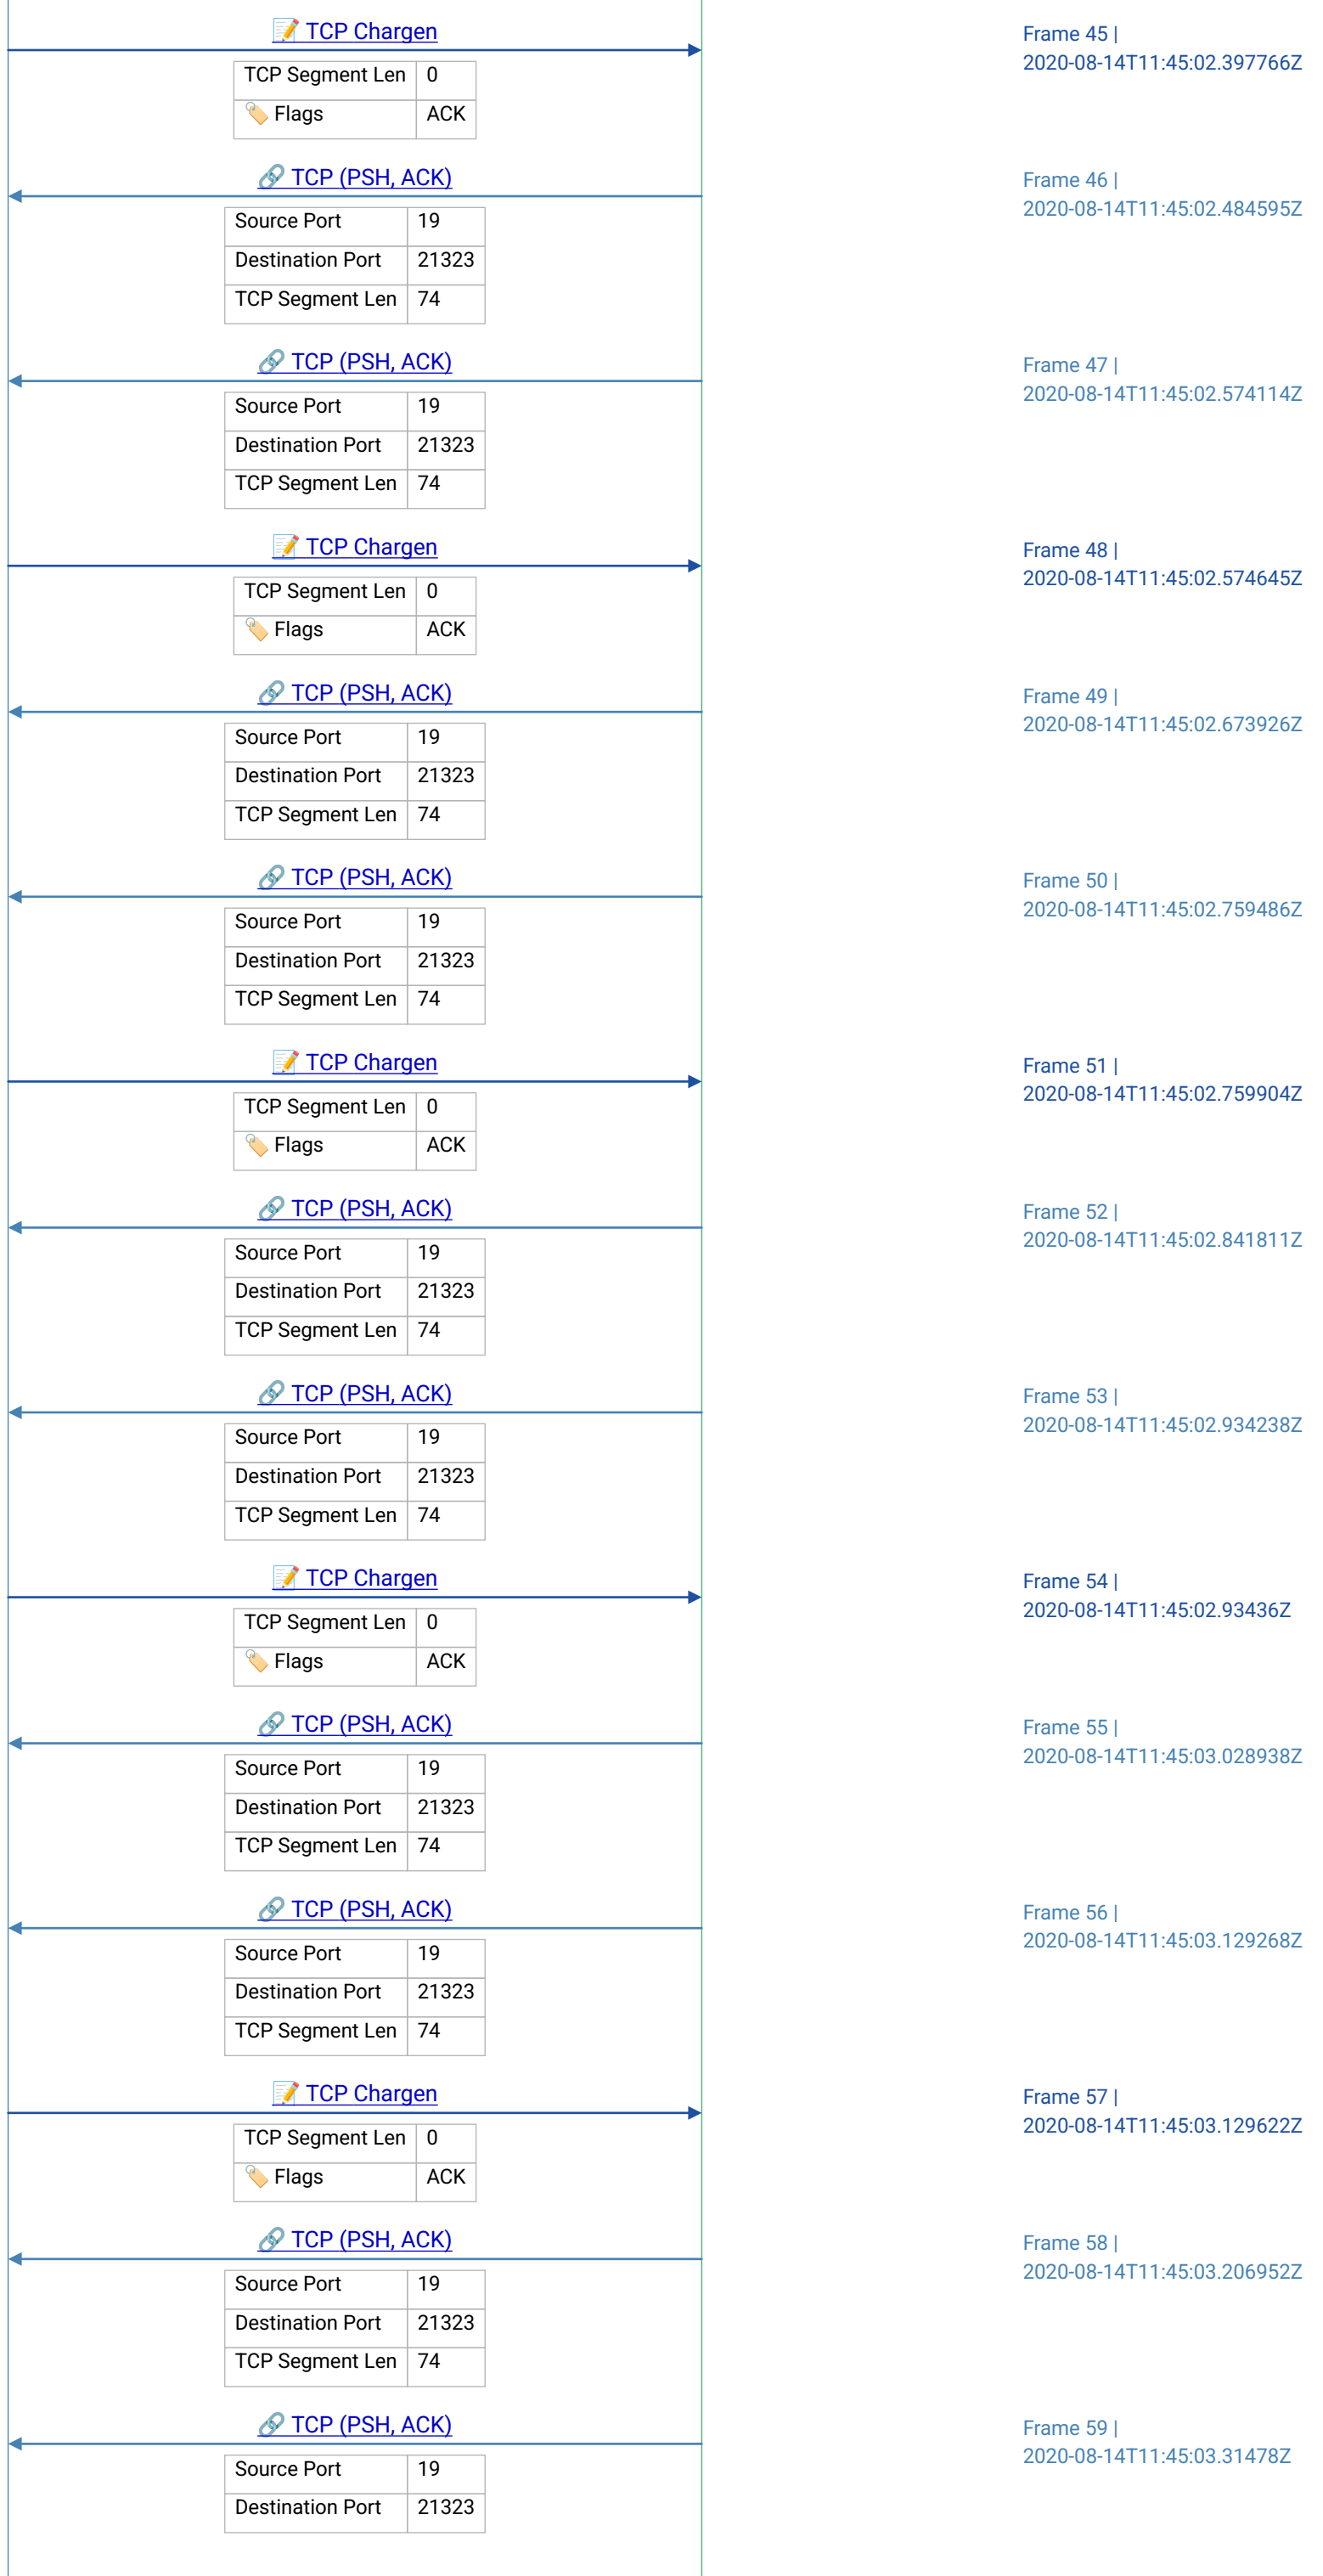 📝 TCP Chargen
Frame 45 |
2020-08-14T11:45:02.397766Z
TCP Segment Len 0
🏷️ Flags ACK
🔗 TCP (PSH, ACK)
Frame 46 |
2020-08-14T11:45:02.484595Z
Source Port 19
Destination Port 21323
TCP Segment Len 74
🔗 TCP (PSH, ACK)
Frame 47 |
2020-08-14T11:45:02.574114Z
Source Port 19
Destination Port 21323
TCP Segment Len 74
📝 TCP Chargen
Frame 48 |
2020-08-14T11:45:02.574645Z
TCP Segment Len 0
🏷️ Flags ACK
🔗 TCP (PSH, ACK)
Frame 49 |
2020-08-14T11:45:02.673926Z
Source Port 19
Destination Port 21323
TCP Segment Len 74
🔗 TCP (PSH, ACK)
Frame 50 |
2020-08-14T11:45:02.759486Z
Source Port 19
Destination Port 21323
TCP Segment Len 74
📝 TCP Chargen
Frame 51 |
2020-08-14T11:45:02.759904Z
TCP Segment Len 0
🏷️ Flags ACK
🔗 TCP (PSH, ACK)
Frame 52 |
2020-08-14T11:45:02.841811Z
Source Port 19
Destination Port 21323
TCP Segment Len 74
🔗 TCP (PSH, ACK)
Frame 53 |
2020-08-14T11:45:02.934238Z
Source Port 19
Destination Port 21323
TCP Segment Len 74
📝 TCP Chargen
Frame 54 |
2020-08-14T11:45:02.93436Z
TCP Segment Len 0
🏷️ Flags ACK
🔗 TCP (PSH, ACK)
Frame 55 |
2020-08-14T11:45:03.028938Z
Source Port 19
Destination Port 21323
TCP Segment Len 74
🔗 TCP (PSH, ACK)
Frame 56 |
2020-08-14T11:45:03.129268Z
Source Port 19
Destination Port 21323
TCP Segment Len 74
📝 TCP Chargen
Frame 57 |
2020-08-14T11:45:03.129622Z
TCP Segment Len 0
🏷️ Flags ACK
🔗 TCP (PSH, ACK)
Frame 58 |
2020-08-14T11:45:03.206952Z
Source Port 19
Destination Port 21323
TCP Segment Len 74
🔗 TCP (PSH, ACK)
Frame 59 |
2020-08-14T11:45:03.31478Z
Source Port 19
Destination Port 21323